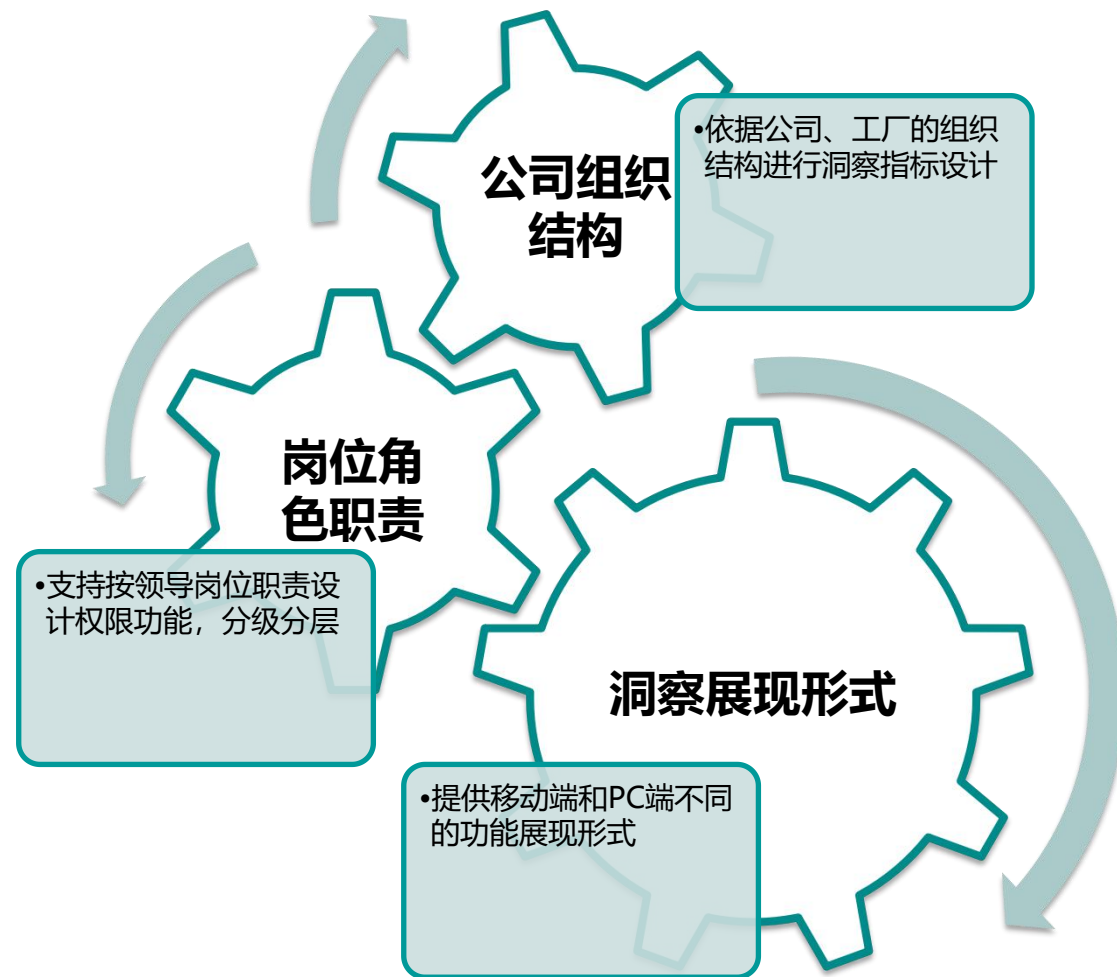 公司组织
结构
•依据公司、工厂的组织
结构进行洞察指标设计
岗位角
色职责
•支持按领导岗位职责设
计权限功能，分级分层
洞察展现形式
•提供移动端和PC端不同
的功能展现形式